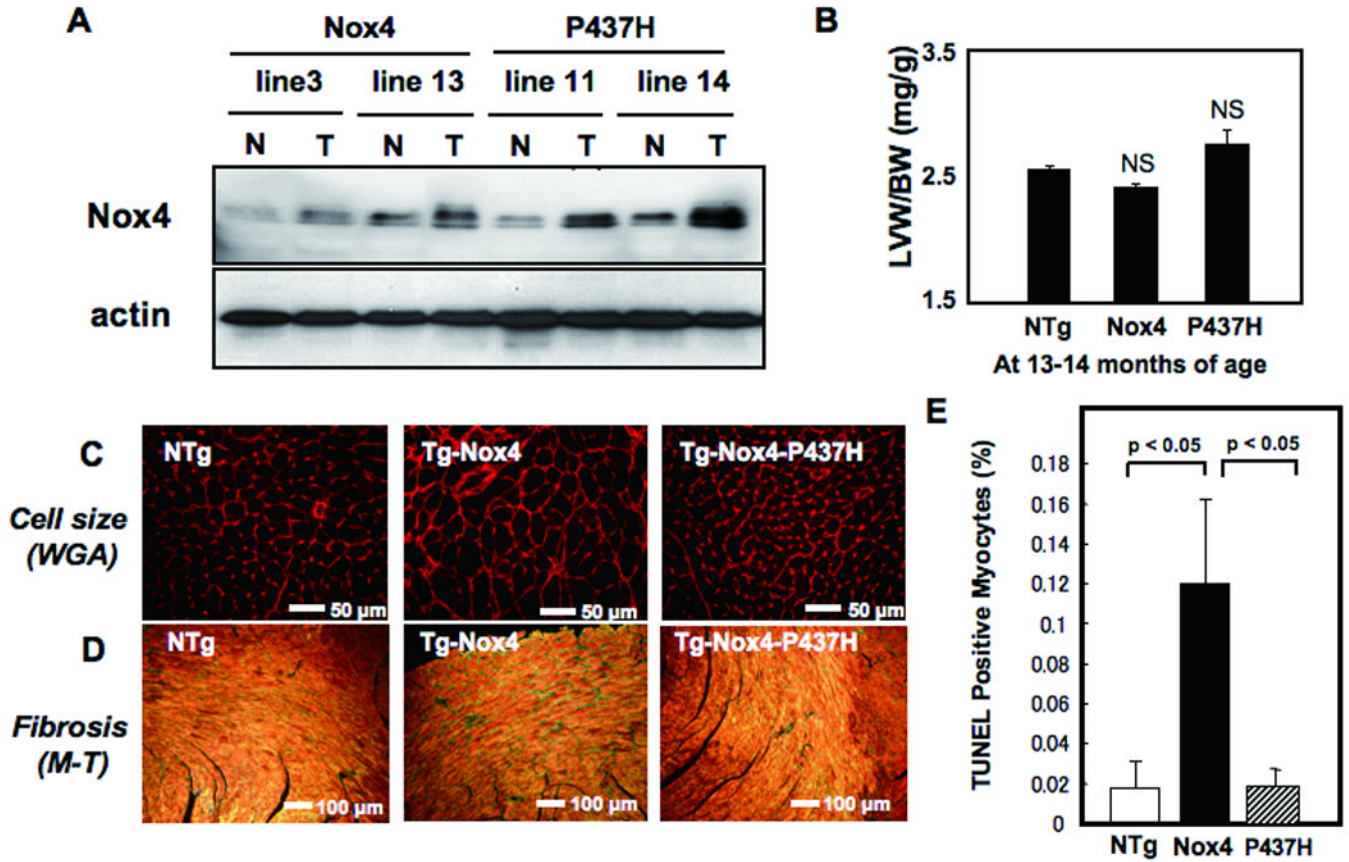 A
Nox4 P437H
line3 line 13 line 11 line 14
N T N T N T N T
Nox4
actin
B
LVW/BW (mg/g)
3.5
2.5
1.5
NS
NS
NTg Nox4 P437H
At 13-14 months of age
C
Cell size
(WGA)
NTg
50 µm
Tg-Nox4
50 µm
Tg-Nox4-P437H
50 µm
D
Fibrosis
(M-T)
NTg
100 µm
Tg-Nox4
100 µm
Tg-Nox4-P437H
100 µm
E
TUNEL Positive Myocytes (%)
0.18
0.16
0.14
0.12
0.1
0.08
0.06
0.04
0.02
0
p < 0.05 p < 0.05
NTg Nox4 P437H